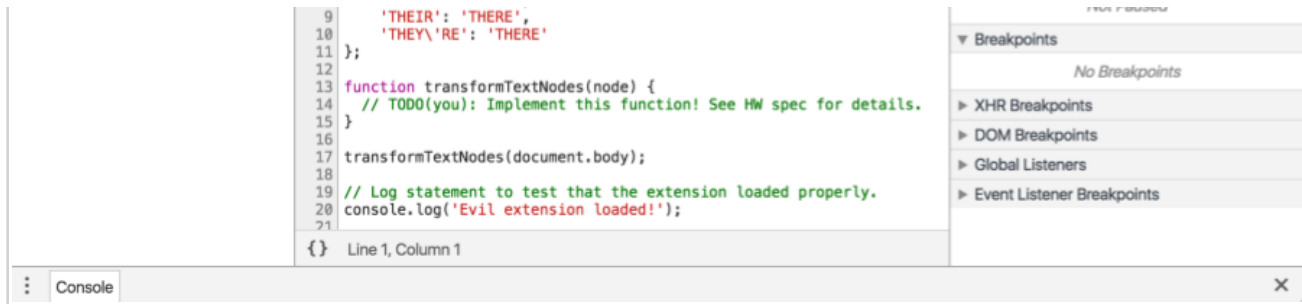 9 'THEIR': 'THERE',
10 'THEY\'RE': 'THERE'
11 };
12
13 function transformTextNodes(node) {
14 // TODO(you): Implement this function! See HW spec for details.
15 }
16
17 transformTextNodes(document.body);
18
19 // Log statement to test that the extension loaded properly.
20 console.log('Evil extension loaded!');
21
{} Line 1, Column 1
Not Paused
Breakpoints
No Breakpoints
XHR Breakpoints
DOM Breakpoints
Global Listeners
Event Listener Breakpoints
Console